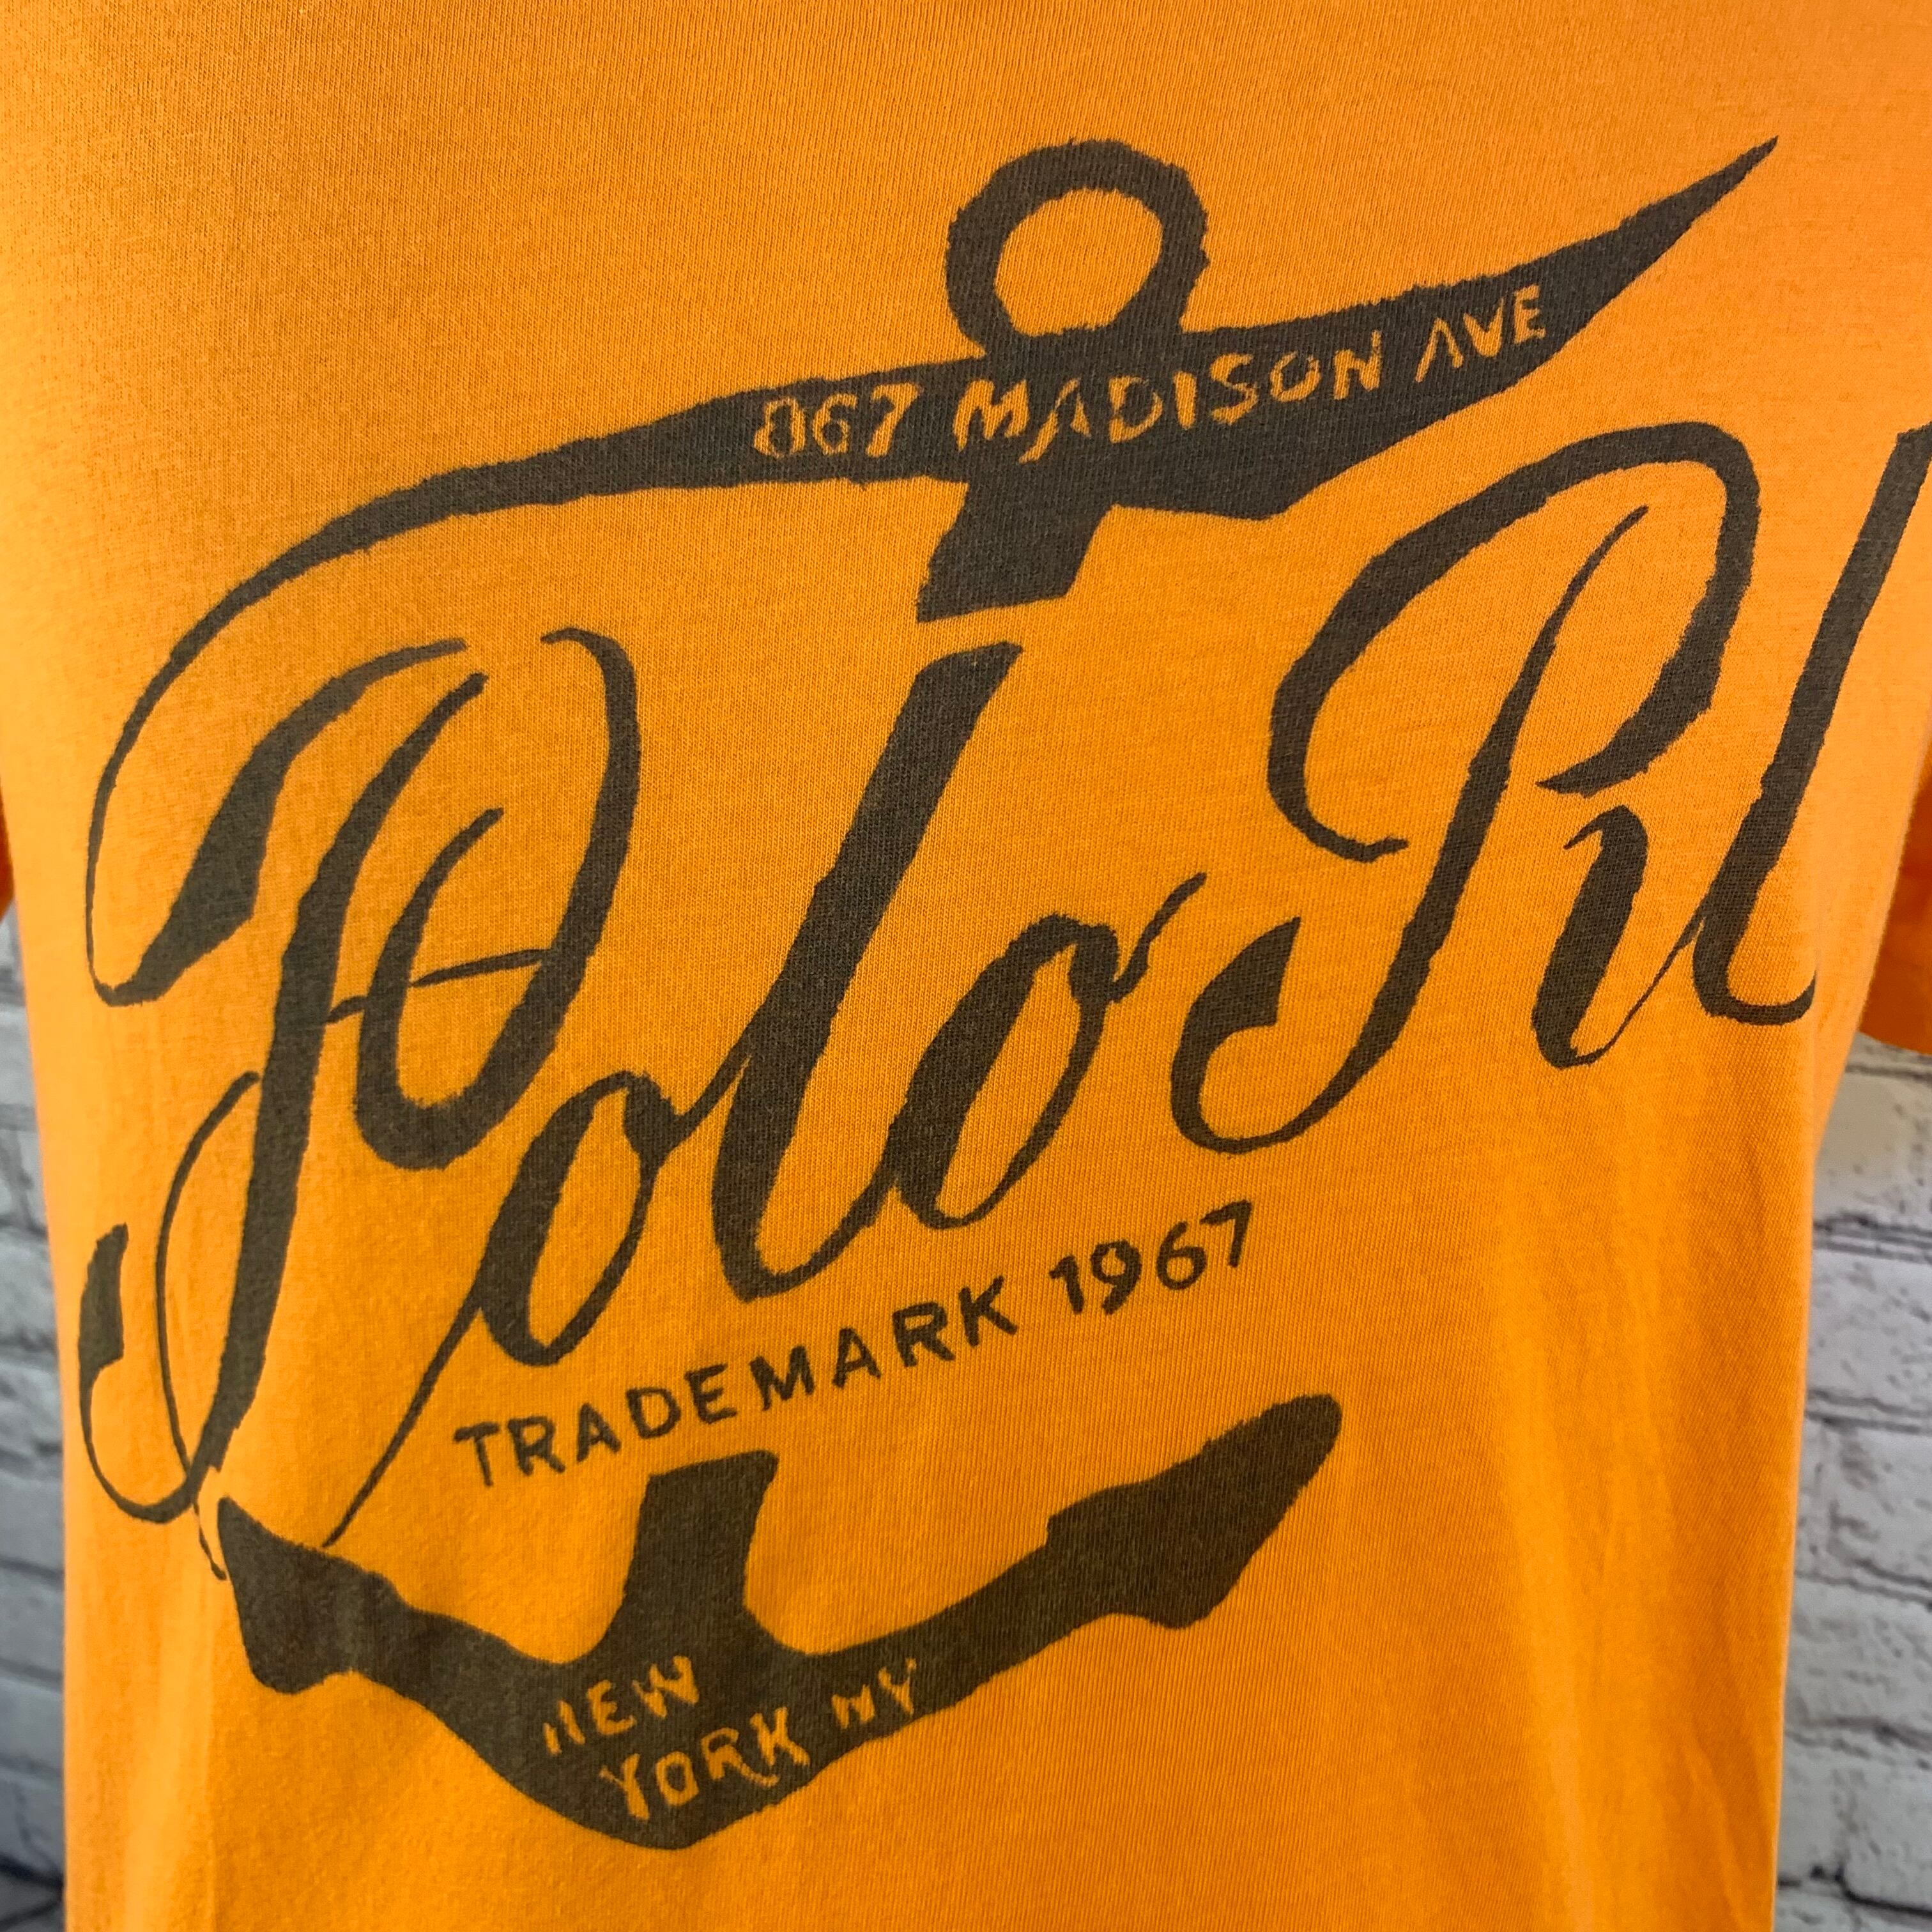 867 MADISON AVE
Polo RL
TRADEMARK 1967
NEW
YORK NY